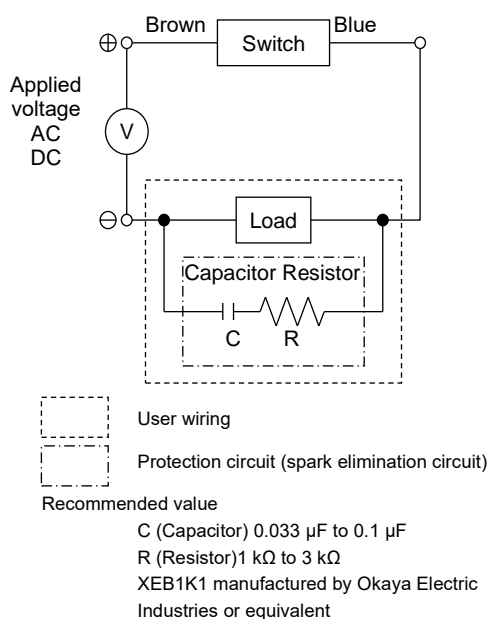 Brown
Blue
⊕
Switch
Applied
voltage
AC
DC
V
⊖
Load
Capacitor Resistor
C
R
User wiring
Protection circuit (spark elimination circuit)
Recommended value
C (Capacitor) 0.033 µF to 0.1 µF
R (Resistor)1 kΩ to 3 kΩ
XEB1K1 manufactured by Okaya Electric
Industries or equivalent